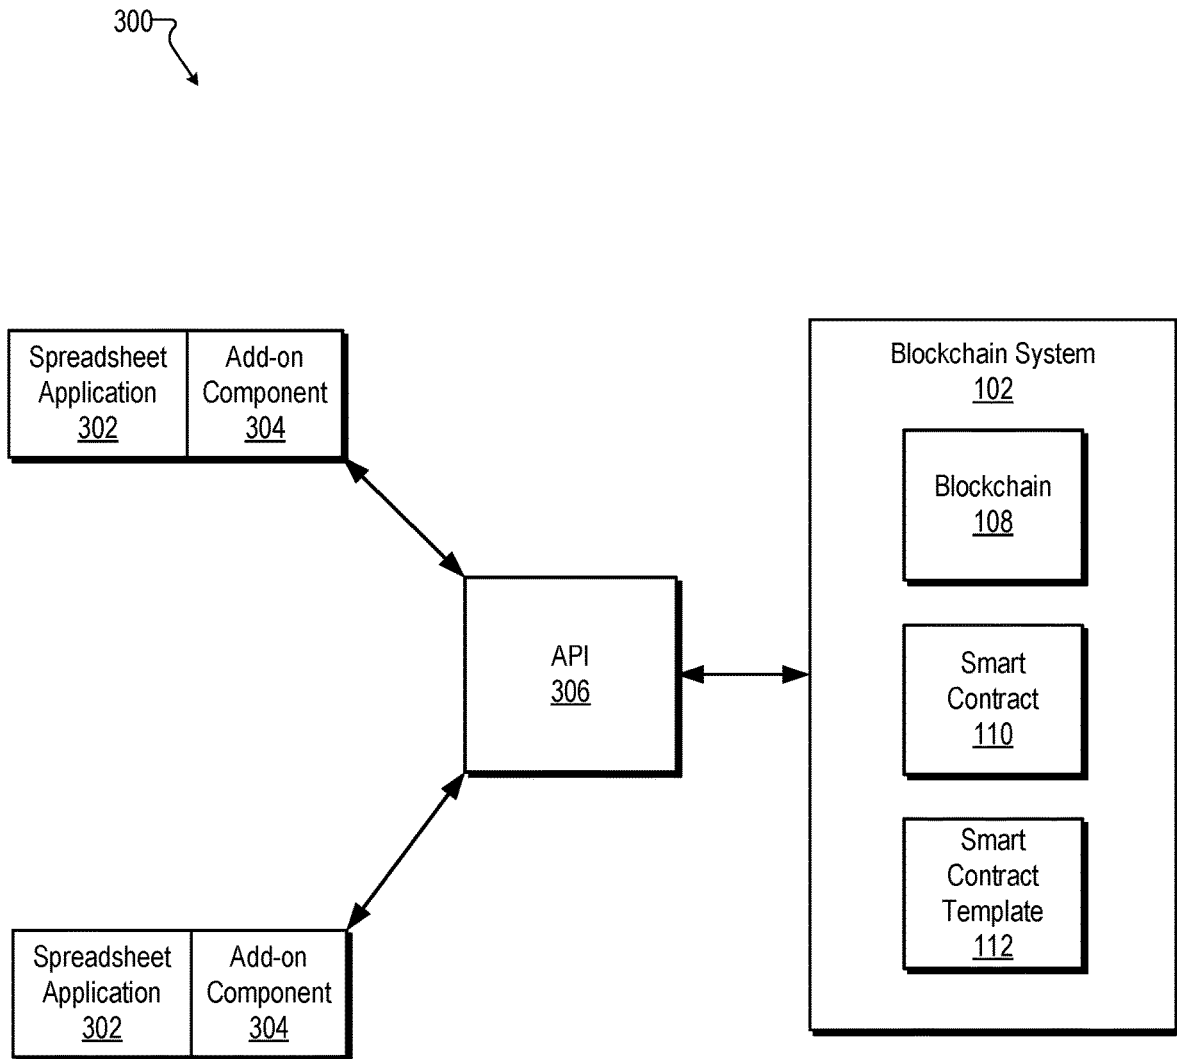 300
Spreadsheet
Application
302
Add-on
Component
304
Blockchain System
102
Blockchain
108
API
306
Smart
Contract
110
Smart
Contract
Template
112
Spreadsheet
Application
302
Add-on
Component
304